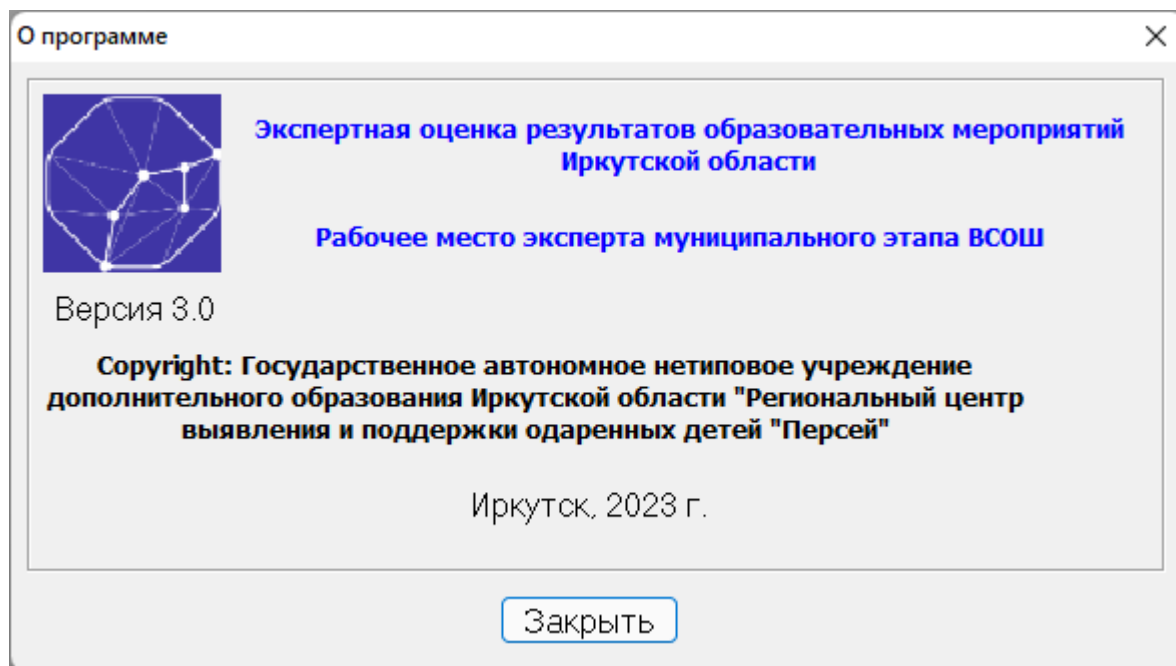 О программе
Экспертная оценка результатов образовательных мероприятий
Иркутской области
Рабочее место эксперта муниципального этапа ВСОШ
Версия 3.0
Copyright: Государственное автономное нетиповое учреждение
дополнительного образования Иркутской области "Региональный центр
выявления и поддержки одаренных детей "Персей"
Иркутск, 2023 г.
Закрыть